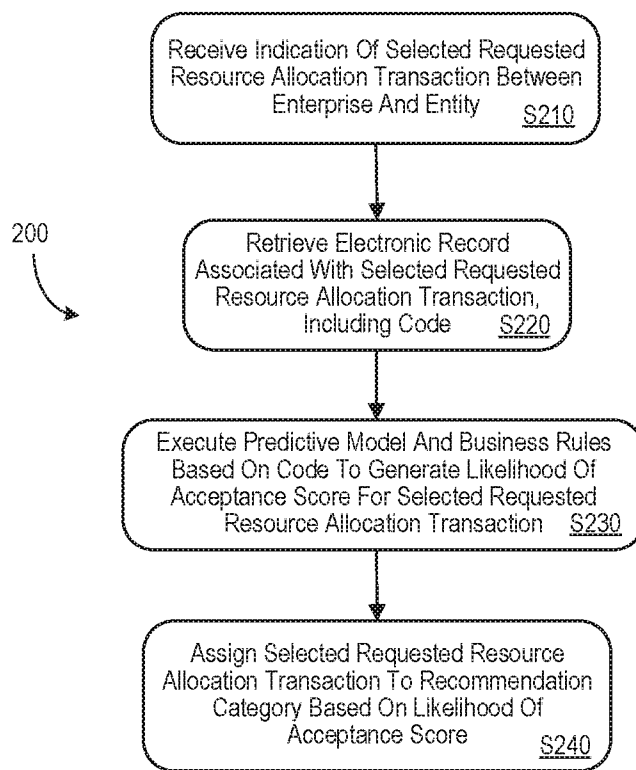 Receive Indication Of Selected Requested
Resource Allocation Transaction Between
Enterprise And Entity
S210
200
Retrieve Electronic Record
Associated With Selected Requested
Resource Allocation Transaction,
Including Code
S220
Execute Predictive Model And Business Rules
Based On Code To Generate Likelihood Of
Acceptance Score For Selected Requested
Resource Allocation Transaction
S230
Assign Selected Requested Resource
Allocation Transaction To Recommendation
Category Based On Likelihood Of
Acceptance Score
S240